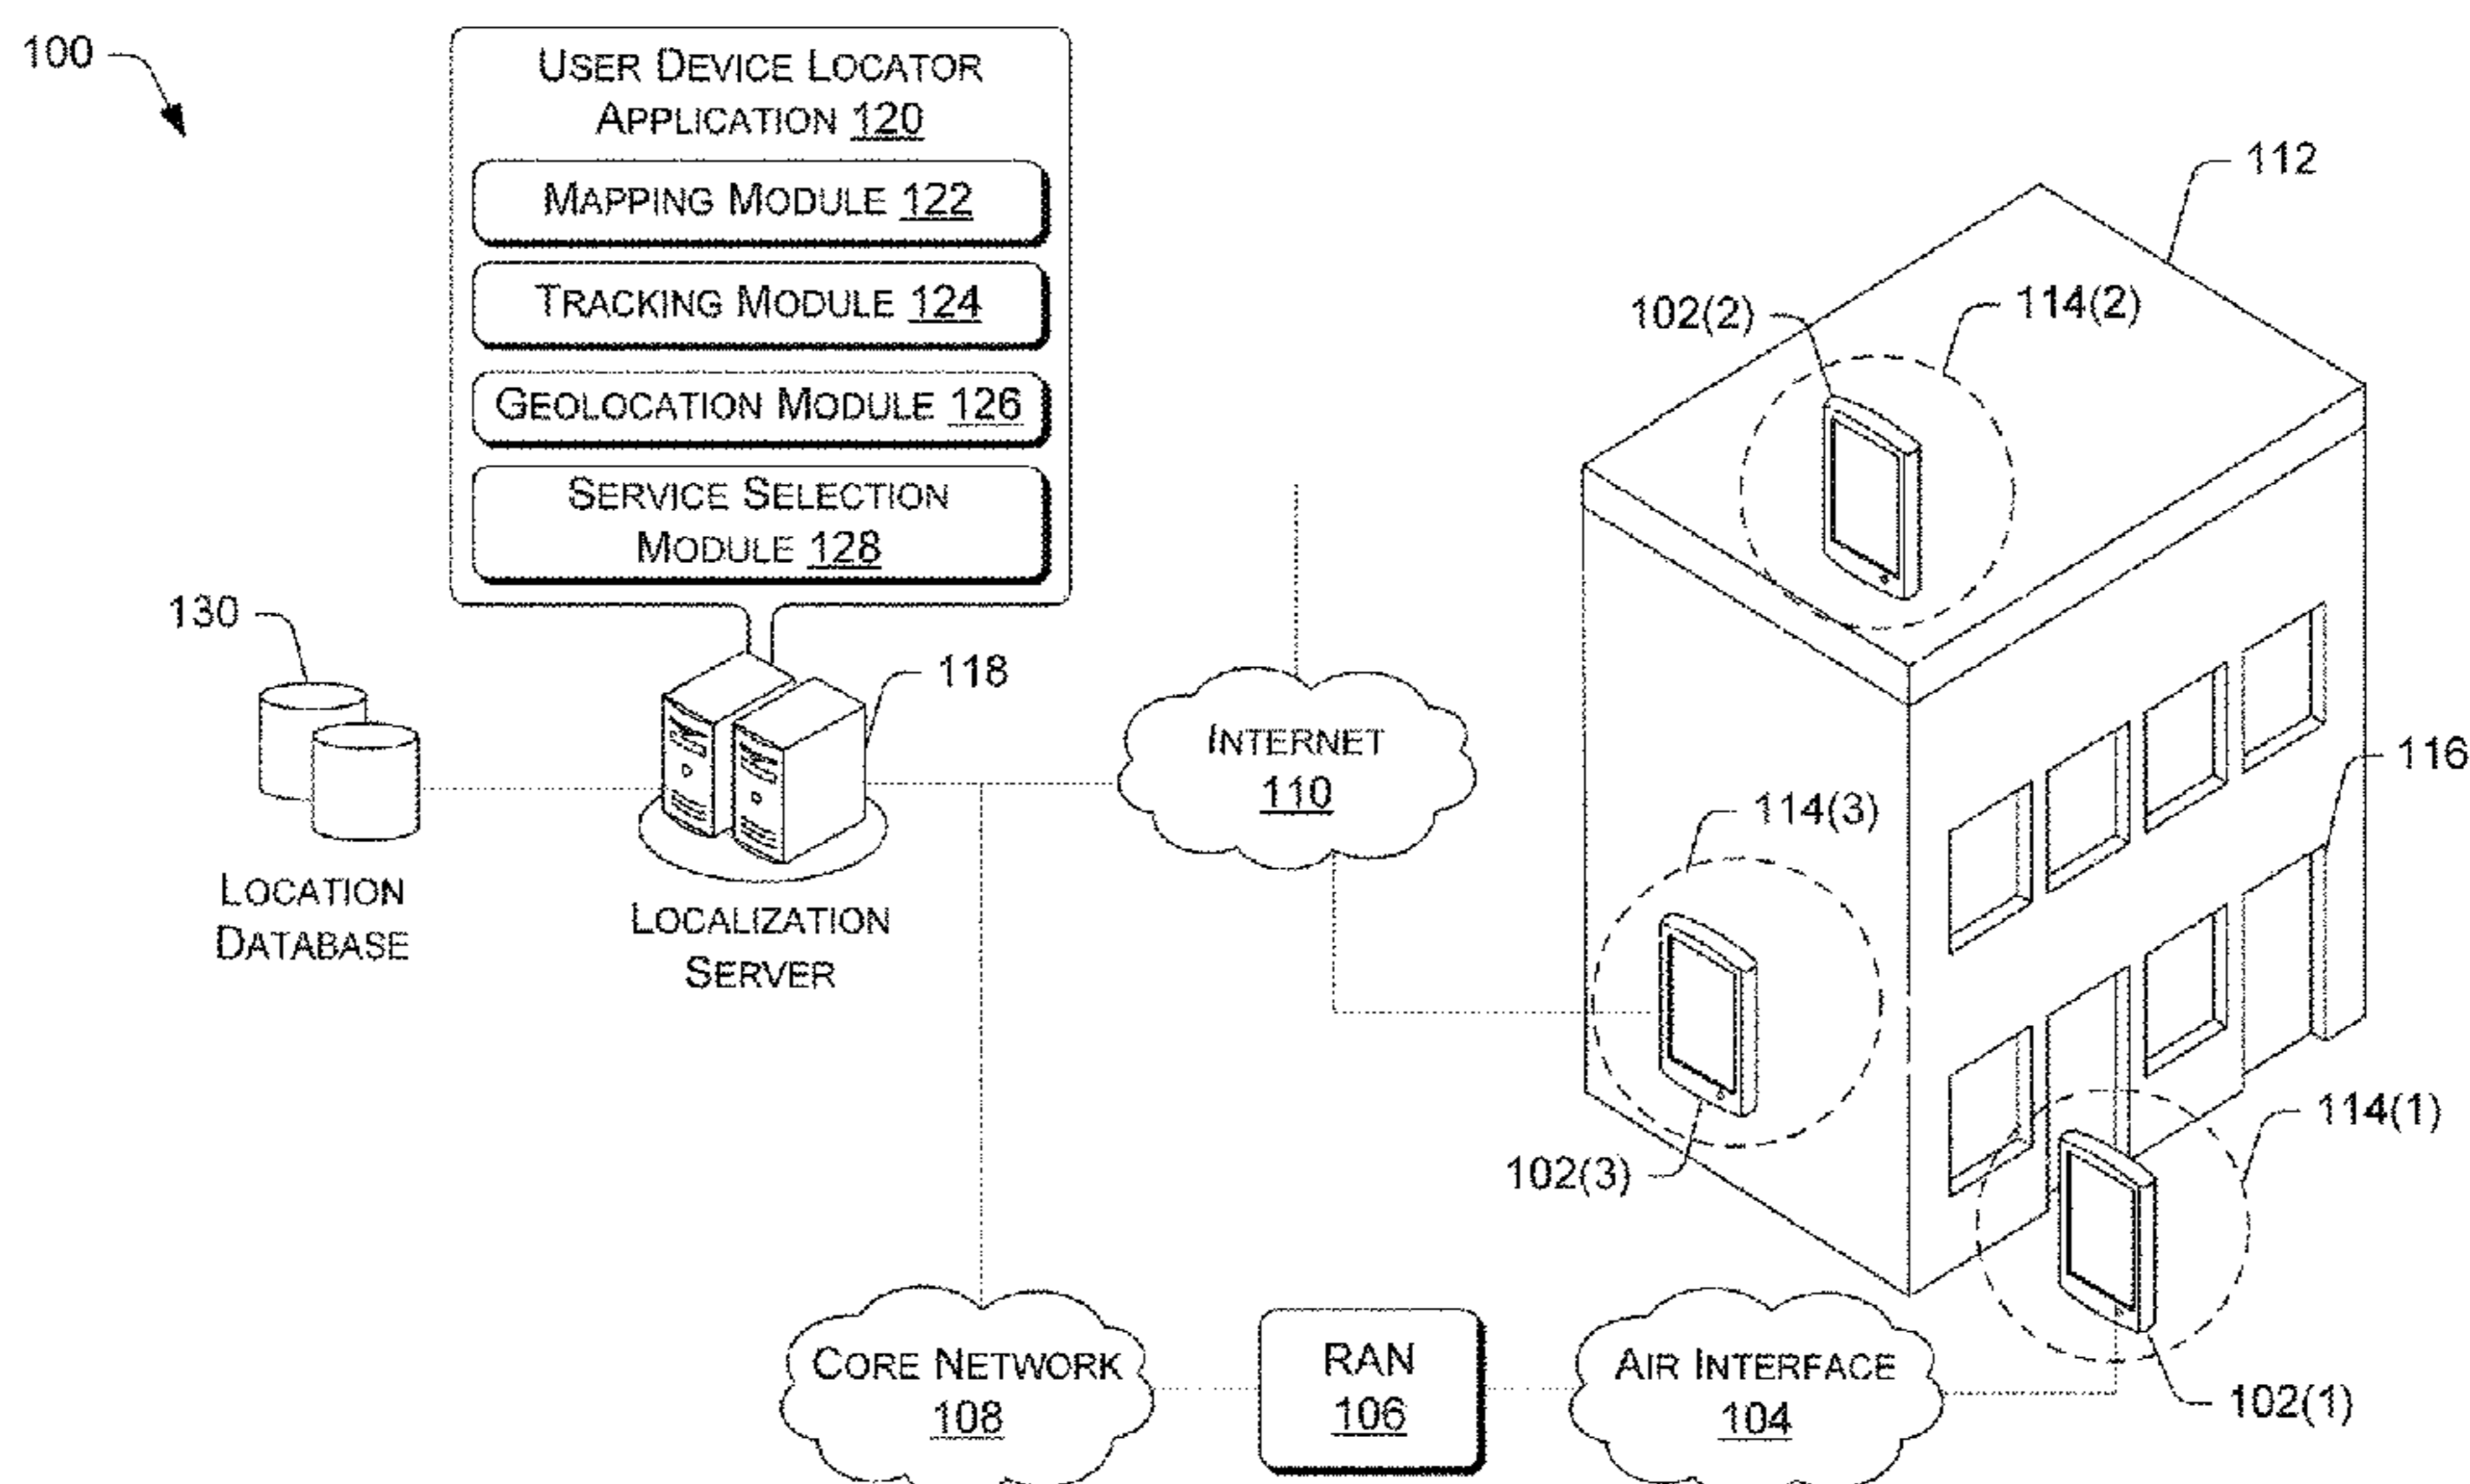 100
USER DEVICE LOCATOR
APPLICATION 120
MAPPING MODULE 122
TRACKING MODULE 124
GEOLOCATION MODULE 126
SERVICE SELECTION
MODULE 128
112
102(2)
114(2)
130
118
INTERNET
110
116
114(3)
LOCATION
DATABASE
LOCALIZATION
SERVER
114(1)
102(3)
CORE NETWORK
108
RAN
106
AIR INTERFACE
104
102(1)